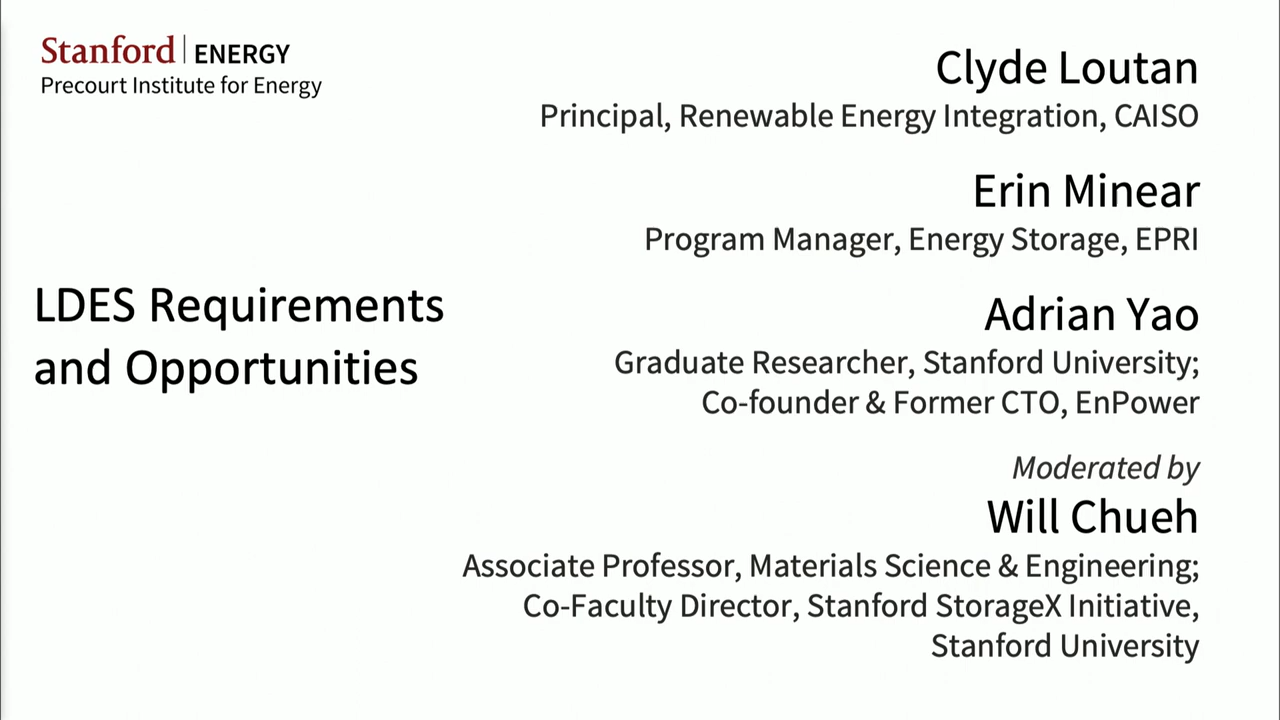 Stanford | ENERGY
Precourt Institute for Energy
LDES Requirements
and Opportunities
Clyde Loutan
Principal, Renewable Energy Integration, CAISO
Erin Minear
Program Manager, Energy Storage, EPRI
Adrian Yao
Graduate Researcher, Stanford University;
Co-founder & Former CTO, EnPower
Moderated by
Will Chueh
Associate Professor, Materials Science & Engineering;
Co-Faculty Director, Stanford StorageX Initiative,
Stanford University